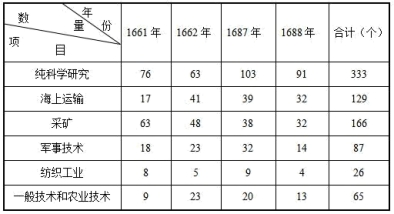 数 量 年 份
项 目
1661 年 1662 年 1687 年 1688 年 合计（个）
纯科学研究 76 63 103 91 333
海上运输 17 41 39 32 129
采矿 63 48 38 32 166
军事技术 18 23 32 14 87
纺织工业 8 5 9 4 26
一般技术和农业技术 9 23 20 13 65